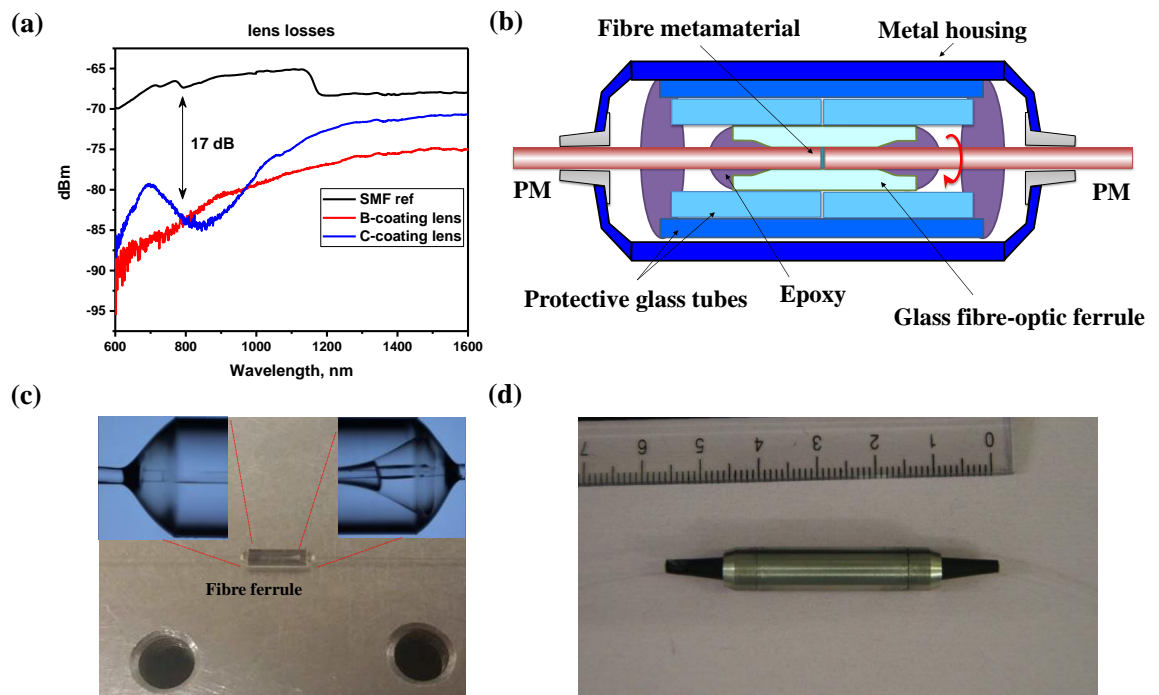 (a)
lens losses
-65
-70
-75
-80
-85
-90
-95
dBm
17 dB
SMF ref
B-coating lens
C-coating lens
600
800
1000
1200
1400
1600
Wavelength, nm
(b)
Fibre metamaterial
Metal housing
PM
PM
Protective glass tubes
Epoxy
Glass fibre-optic ferrule
(c)
Fibre ferrule
(d)
7 6 5 4 3 2 1 0